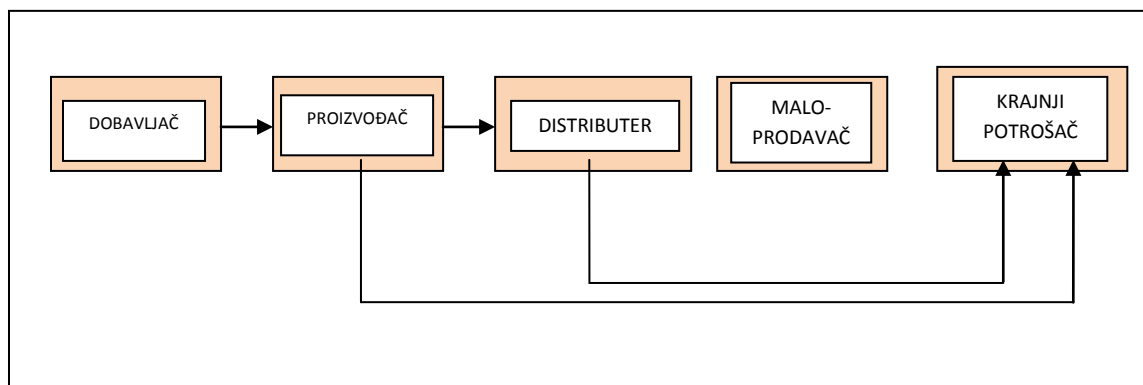 DOBAVLJAČ
PROIZVOĐAČ
DISTRIBUTER
MALO-
PRODAVAČ
KRAJNJI
POTROŠAČ